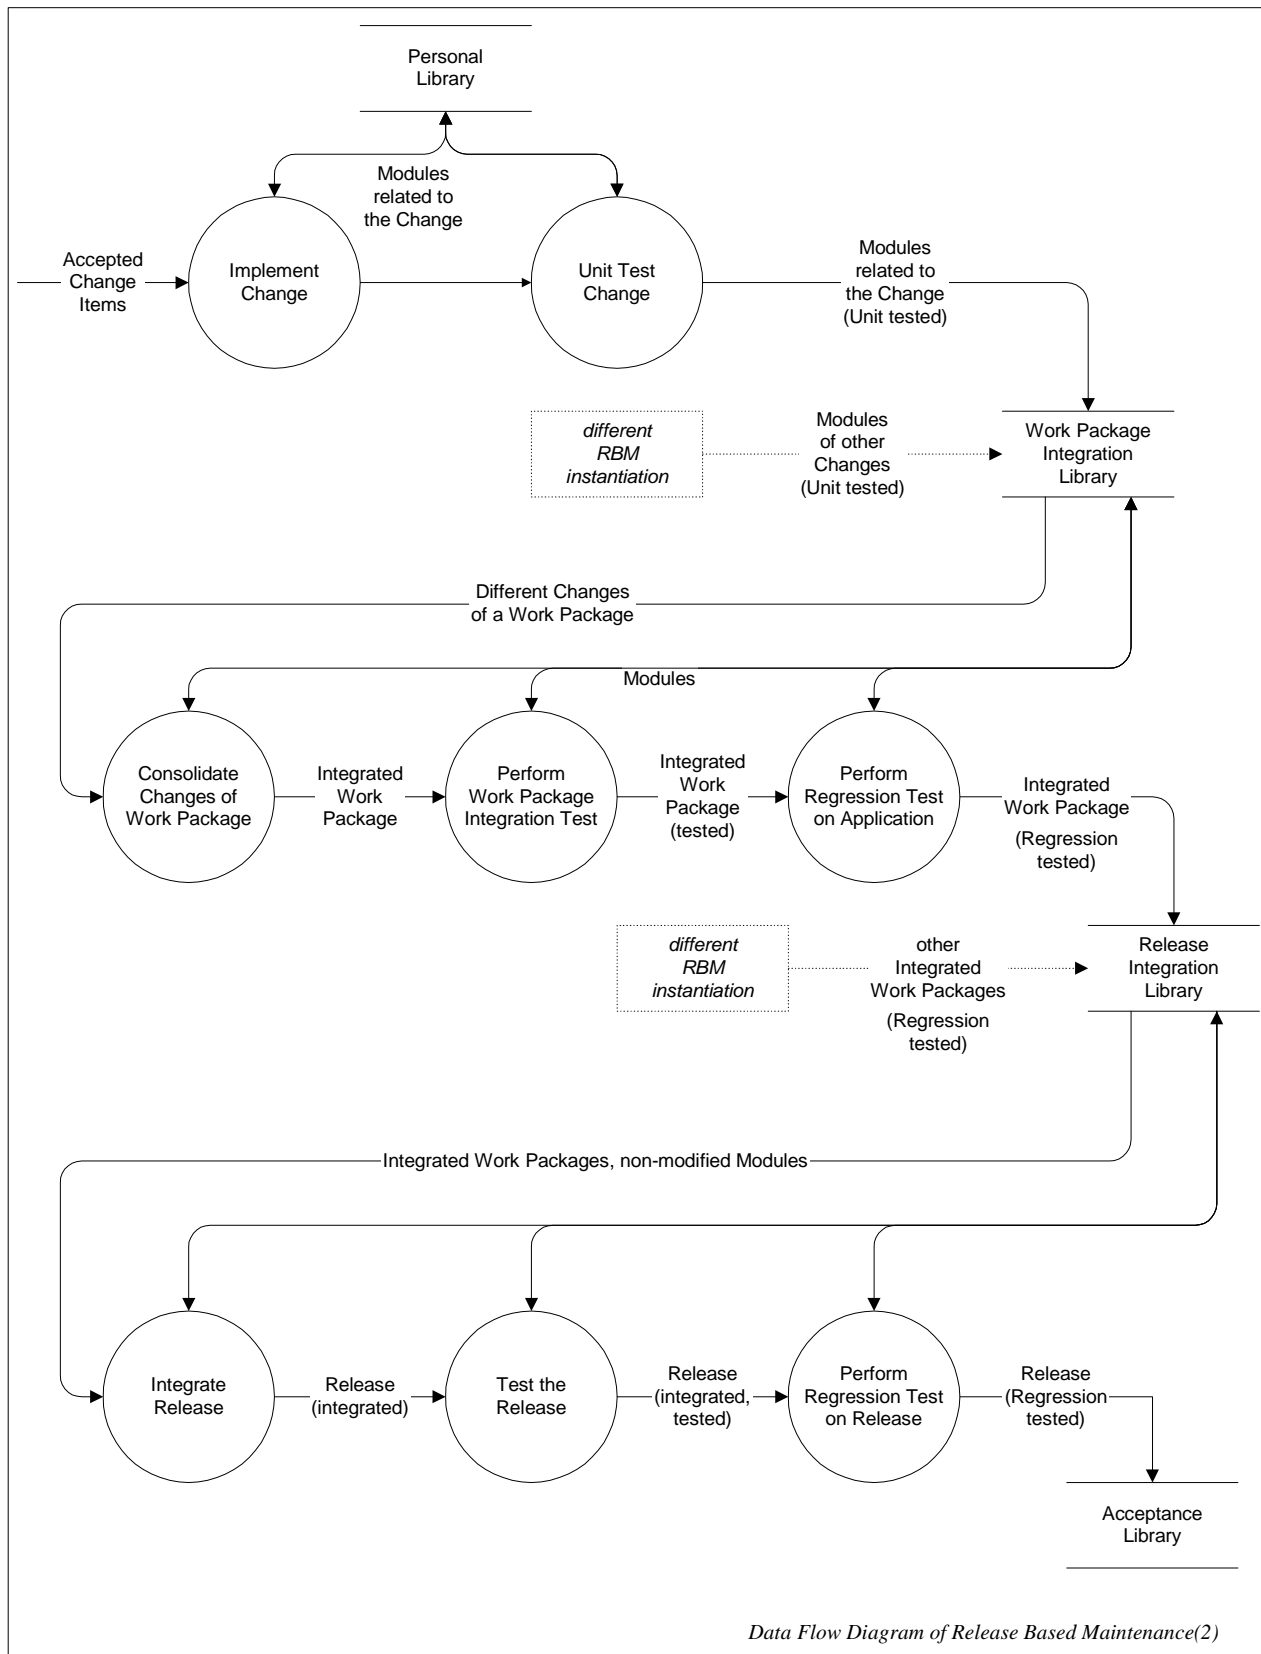 Personal
Library
Modules
related to
the Change
Accepted
Change
Items
Implement
Change
Unit Test
Change
Modules
related to
the Change
(Unit tested)
different
RBM
instantiation
Modules
of other
Changes
(Unit tested)
Work Package
Integration
Library
Different Changes
of a Work Package
Modules
Consolidate
Changes of
Work Package
Integrated
Work
Package
Perform
Work Package
Integration Test
Integrated
Work
Package
(tested)
Perform
Regression Test
on Application
Integrated
Work Package
(Regression
tested)
different
RBM
instantiation
other
Integrated
Work Packages
(Regression
tested)
Release
Integration
Library
Integrated Work Packages, non-modified Modules
Integrate
Release
Release
(integrated)
Test the
Release
Release
(integrated,
tested)
Perform
Regression Test
on Release
Release
(Regression
tested)
Acceptance
Library
Data Flow Diagram of Release Based Maintenance(2)